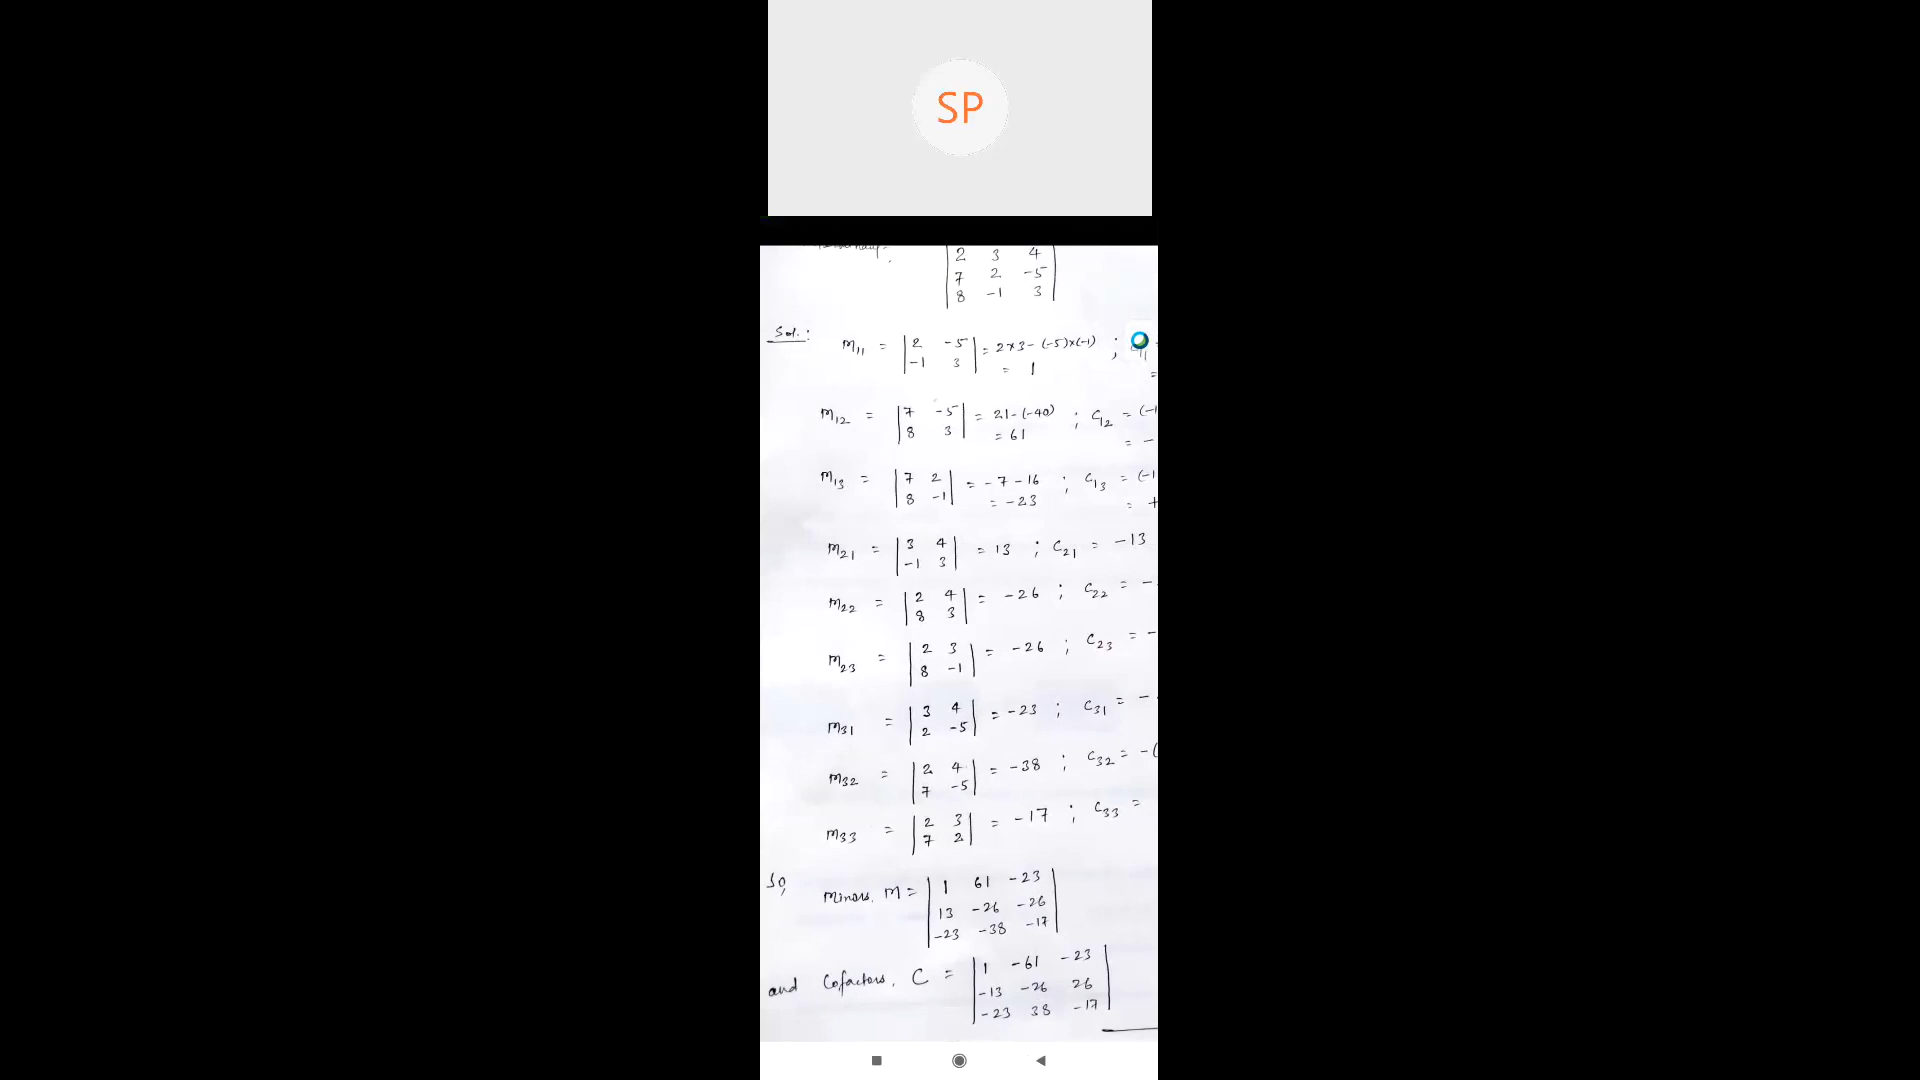 SP
2 3 4
7 2 -5
8 -1 3
Sol.:
M11 = | 2 -5 | = 2×3-(-5)×(-1) ;
| -1 3 | = 1 =
M12 = | 7 -5 | = 21-(-40) ; C12 = (-1
| 8 3 | = 61 = -
M13 = | 7 2 | = -7-16 ; C13 = (-1
| 8 -1 | = -23 = +
M21 = | 3 4 | = 13 ; C21 = -13
| -1 3 |
M22 = | 2 4 | = -26 ; C22 = -
| 8 3 |
M23 = | 2 3 | = -26 ; C23 = -
| 8 -1 |
M31 = | 3 4 | = -23 ; C31 = -
| 2 -5 |
M32 = | 2 4 | = -38 ; C32 = -(
| 7 -5 |
M33 = | 2 3 | = -17 ; C33 =
| 7 2 |
So, Minors, M = | 1 61 -23 |
| 13 -26 -26 |
| -23 -38 -17 |
and Cofactors, C = | 1 -61 -23 |
| -13 -26 26 |
| -23 38 -17 |